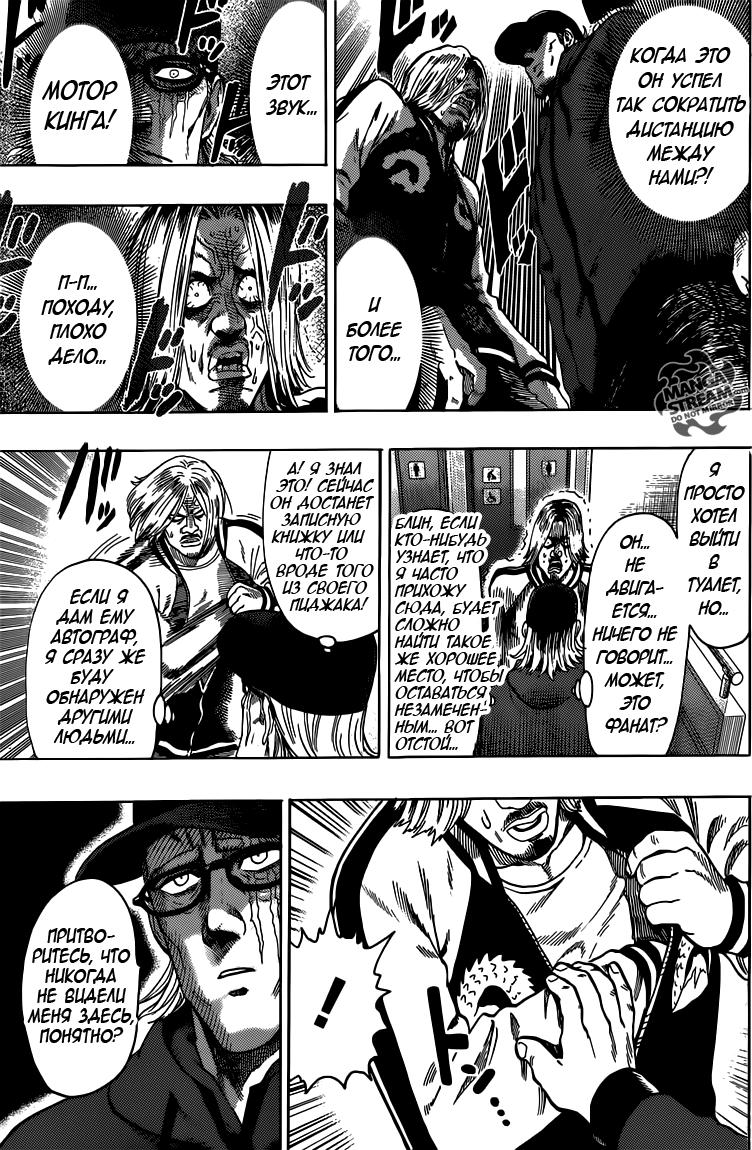 КОГДА ЭТО
ОН УСПЕЛ
ТАК СОКРАТИТЬ
ДИСТАНЦИЮ
МЕЖДУ
НАМИ?!
И
БОЛЕЕ
ТОГО...
ЭТОТ
ЗВУК...
МОТОР
КИНГА!
П-П...
ПОХОДУ,
ПЛОХО
ДЕЛО...
MANGA
STREAM
DO NOT MIRROR
Я
ПРОСТО
ХОТЕЛ
ВЫЙТИ
В
ТУАЛЕТ,
НО...
ОН...
НЕ
ДВИГА-
ЕТСЯ...
НИЧЕГО НЕ
ГОВОРИТ...
МОЖЕТ,
ЭТО
ФАНАТ?
БЛИН, ЕСЛИ
КТО-НИБУДЬ
УЗНАЕТ, ЧТО
Я ЧАСТО
ПРИХОЖУ
СЮДА, БУДЕТ
СЛОЖНО
НАЙТИ ТАКОЕ
ЖЕ ХОРОШЕЕ
МЕСТО, ЧТОБЫ
ОСТАВАТЬСЯ
НЕЗАМЕЧЕН-
НЫМ... ВОТ
ОТСТОЙ...
А! Я ЗНАЛ
ЭТО! СЕЙЧАС
ОН ДОСТАНЕТ
ЗАПИСНУЮ
КНИЖКУ ИЛИ
ЧТО-ТО
ВРОДЕ ТОГО
ИЗ СВОЕГО
ПЦДЖАКА!
ЕСЛИ Я
ДАМ ЕМУ
АВТОГРАФ,
Я СРАЗУ ЖЕ
БУДУ
ОБНАРУЖЕН
ДРУГИМИ
ЛЮДЬМИ...
!
ПРИТВО-
РИТЕСЬ, ЧТО
НИКОГДА
НЕ ВИДЕЛИ
МЕНЯ ЗДЕСЬ,
ПОНЯТНО?